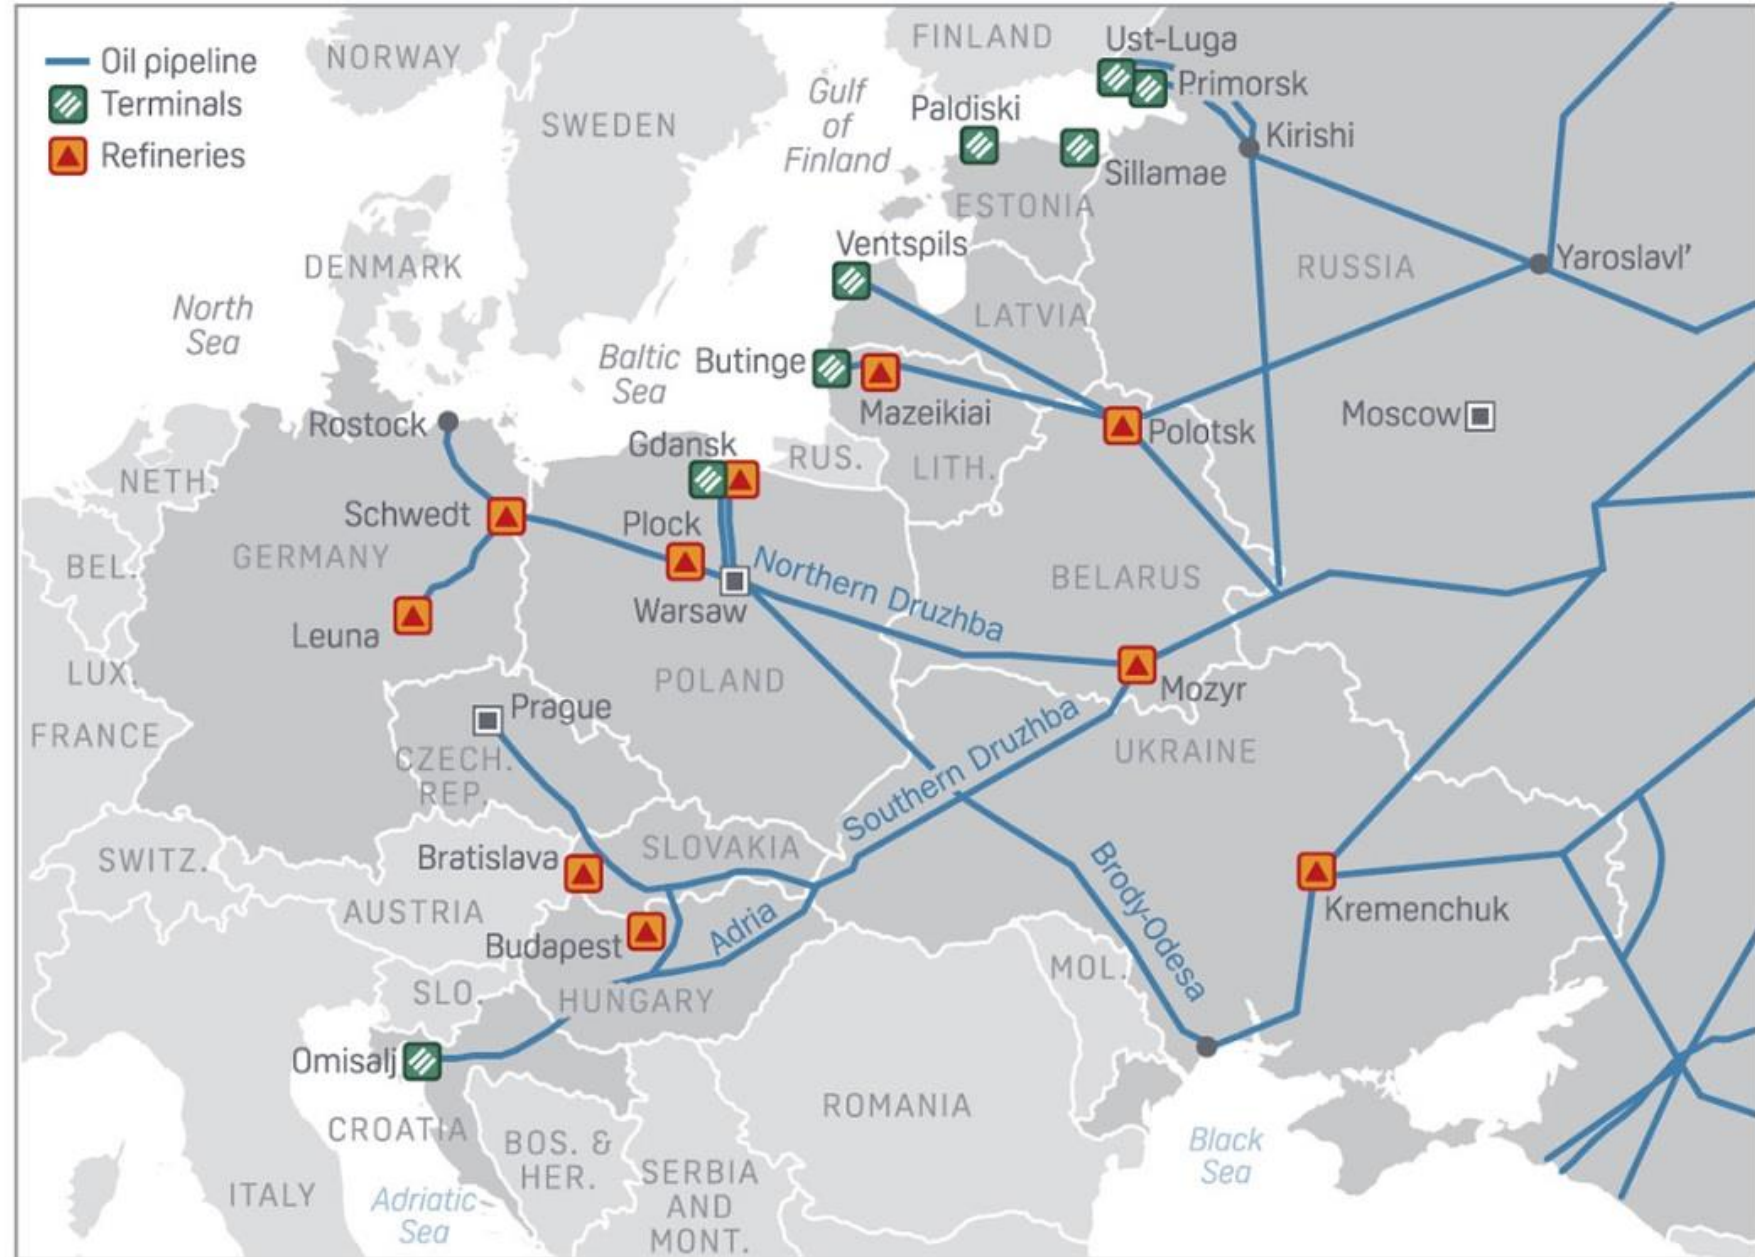 Oil pipeline
Terminals
Refineries
NORWAY
SWEDEN
FINLAND
Gulf
of
Finland
Ust-Luga
Primorsk
Paldiski
Sillamae
Kirishi
ESTONIA
Ventspils
LATVIA
RUSSIA
Yaroslavl’
DENMARK
North
Sea
Baltic
Sea
Butinge
Mazeikiai
Polotsk
Moscow
Rostock
Gdansk
RUS.
LITH.
NETH.
Schwedt
Plock
GERMANY
BEL.
Northern Druzhba
BELARUS
Warsaw
Leuna
LUX.
POLAND
Mozyr
FRANCE
Prague
CZECH.
REP.
Southern Druzhba
UKRAINE
SWITZ.
Bratislava
SLOVAKIA
AUSTRIA
Budapest
Adria
Brody-Odesa
Kremenchuk
SLO.
HUNGARY
MOL.
Omisalj
CROATIA
BOS. &
HER.
ROMANIA
SERBIA
AND
MONT.
ITALY
Adriatic
Sea
Black
Sea